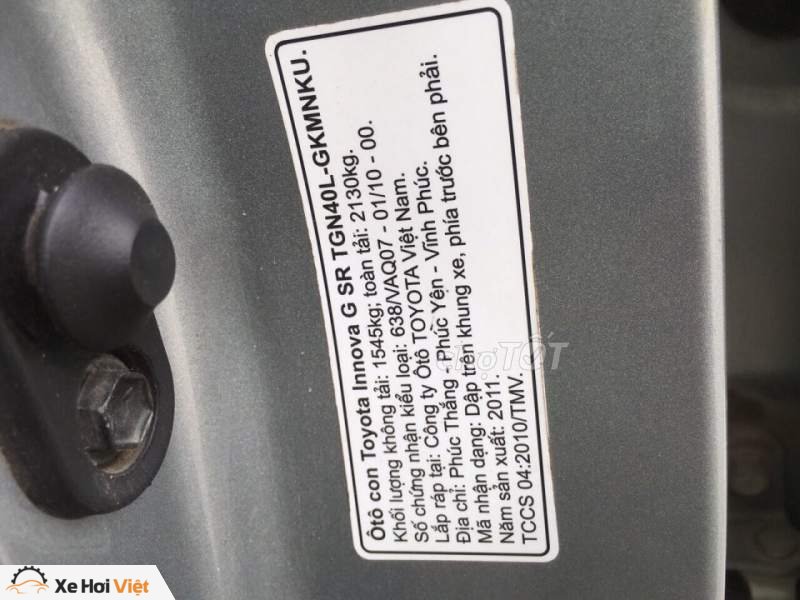 Ôtô con Toyota Innova G SR TGN40L-GKMNKU.
Khối lượng không tải: 1545kg; toàn tải: 2130kg.
Số chứng nhận kiểu loại: 638/VAQ07 - 01/10 - 00.
Lắp ráp tại: Công ty Ôtô TOYOTA Việt Nam.
Địa chỉ: Phúc Thắng - Phúc Yên - Vĩnh Phúc.
Mã nhận dạng: Dập trên khung xe, phía trước bên phải.
Năm sản xuất: 2011.
TCCS 04:2010/TMV.
chợTỐT
Xe Hơi Việt